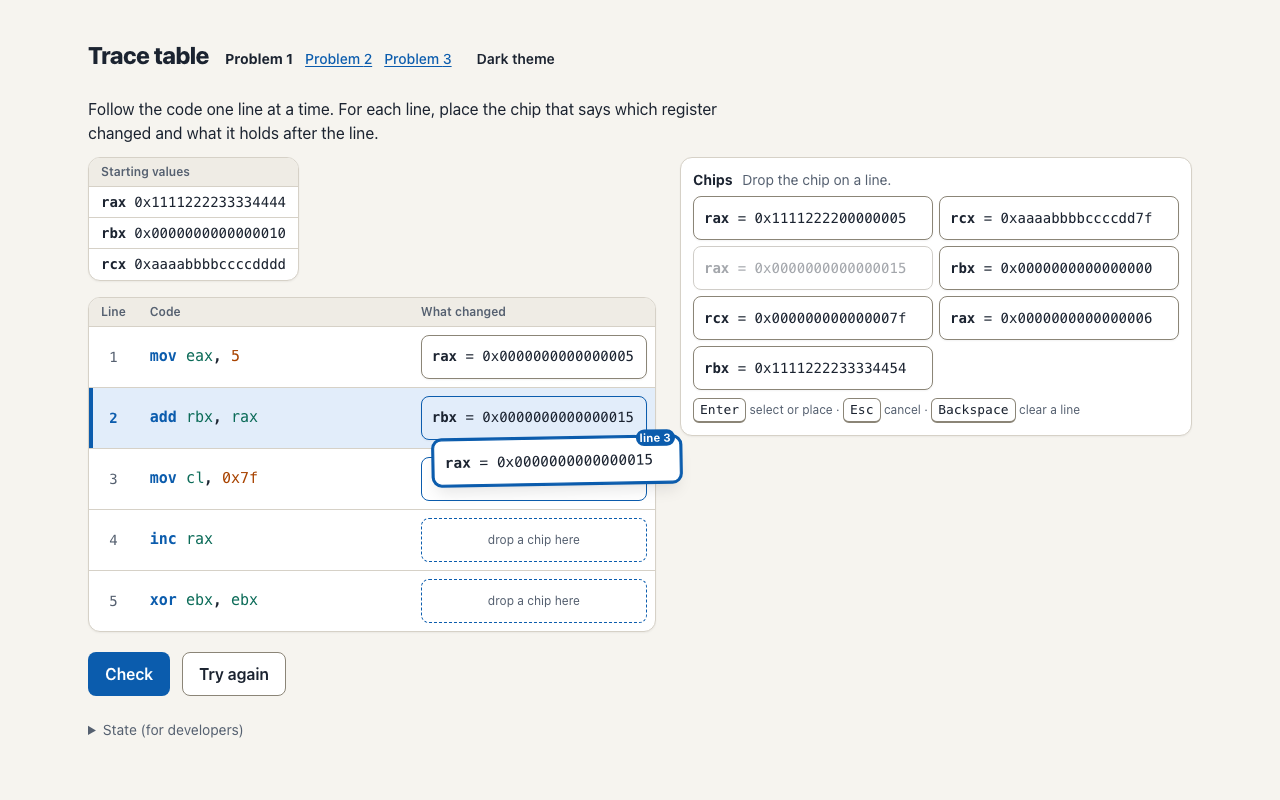 Trace table Problem 1 Problem 2 Problem 3 Dark theme
Follow the code one line at a time. For each line, place the chip that says which register
changed and what it holds after the line.
Starting values
rax 0x1111222233334444
rbx 0x0000000000000010
rcx 0xaaaabbbbccccdddd
Line Code What changed
1 mov eax, 5 rax = 0x0000000000000005
2 add rbx, rax rbx = 0x0000000000000015
line 3
rax = 0x0000000000000015
3 mov cl, 0x7f
4 inc rax drop a chip here
5 xor ebx, ebx drop a chip here
Check Try again
▶ State (for developers)
Chips Drop the chip on a line.
rax = 0x1111222200000005 rcx = 0xaaaabbbbccccdd7f
rax = 0x0000000000000015 rbx = 0x0000000000000000
rcx = 0x000000000000007f rax = 0x0000000000000006
rbx = 0x1111222233334454
Enter select or place · Esc cancel · Backspace clear a line